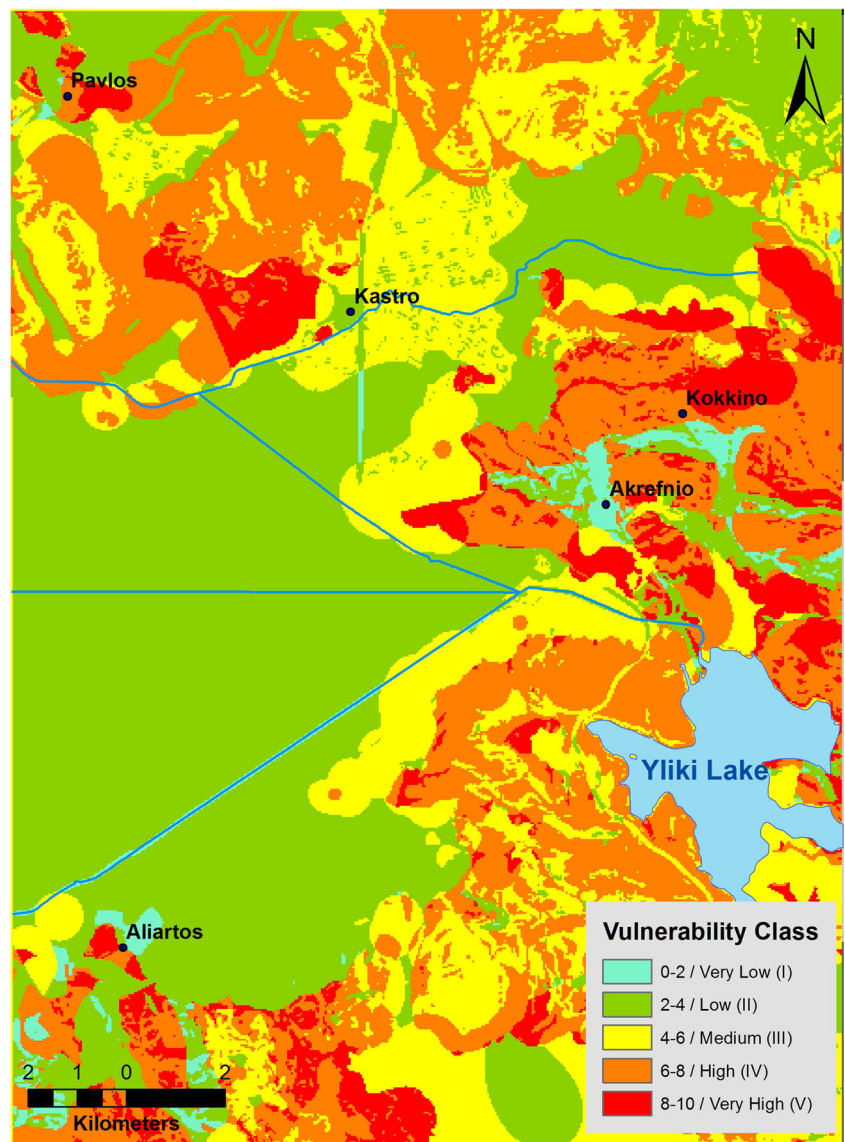 N
Pavlos
Kastro
Kokkino
Akrefnio
Yliki Lake
Aliartos
Vulnerability Class
0-2 / Very Low (I)
2-4 / Low (II)
4-6 / Medium (III)
6-8 / High (IV)
8-10 / Very High (V)
2 1 0 2
Kilometers